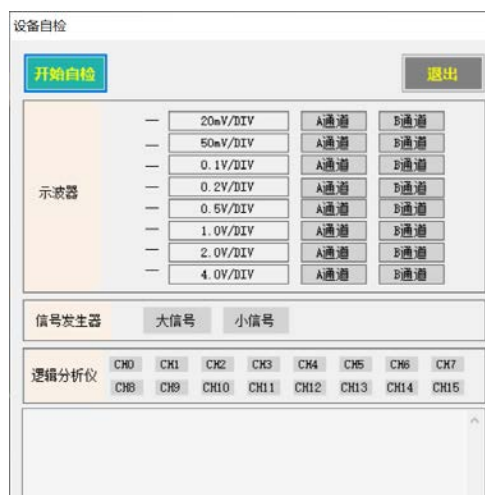 设备自检
开始自检 退出
— 20mV/DIV A通道 B通道
— 50mV/DIV A通道 B通道
— 0.1V/DIV A通道 B通道
示波器 — 0.2V/DIV A通道 B通道
— 0.5V/DIV A通道 B通道
— 1.0V/DIV A通道 B通道
— 2.0V/DIV A通道 B通道
— 4.0V/DIV A通道 B通道
信号发生器 大信号 小信号
逻辑分析仪 CH0 CH1 CH2 CH3 CH4 CH5 CH6 CH7
CH8 CH9 CH10 CH11 CH12 CH13 CH14 CH15